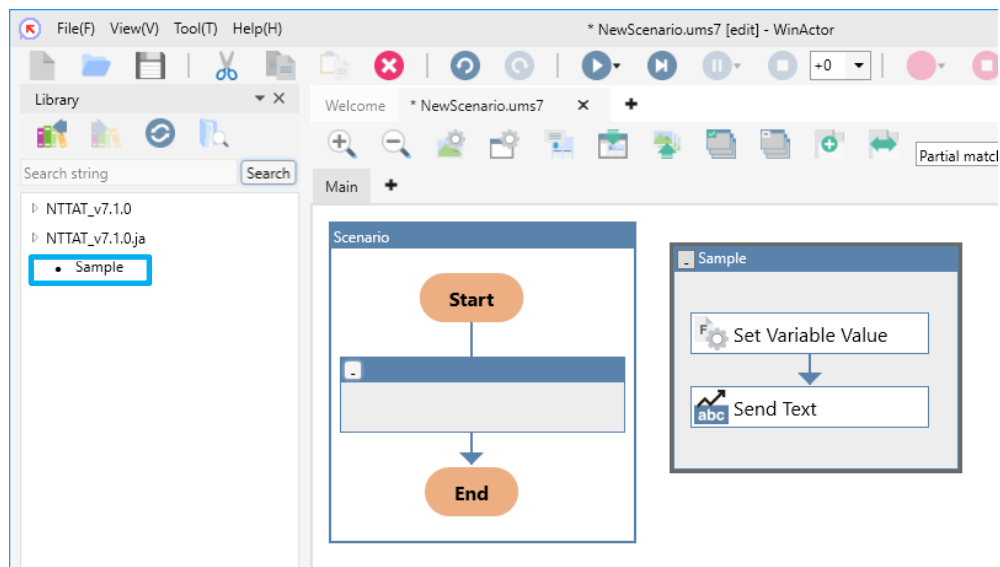 File(F) View(V) Tool(T) Help(H) * NewScenario.ums7 [edit] - WinActor
+0
Library
Welcome * NewScenario.ums7
Search string Search
Partial match
Main
NTTAT_v7.1.0
NTTAT_v7.1.0.ja
Sample
Scenario
Start
-
End
- Sample
F Set Variable Value
abc Send Text